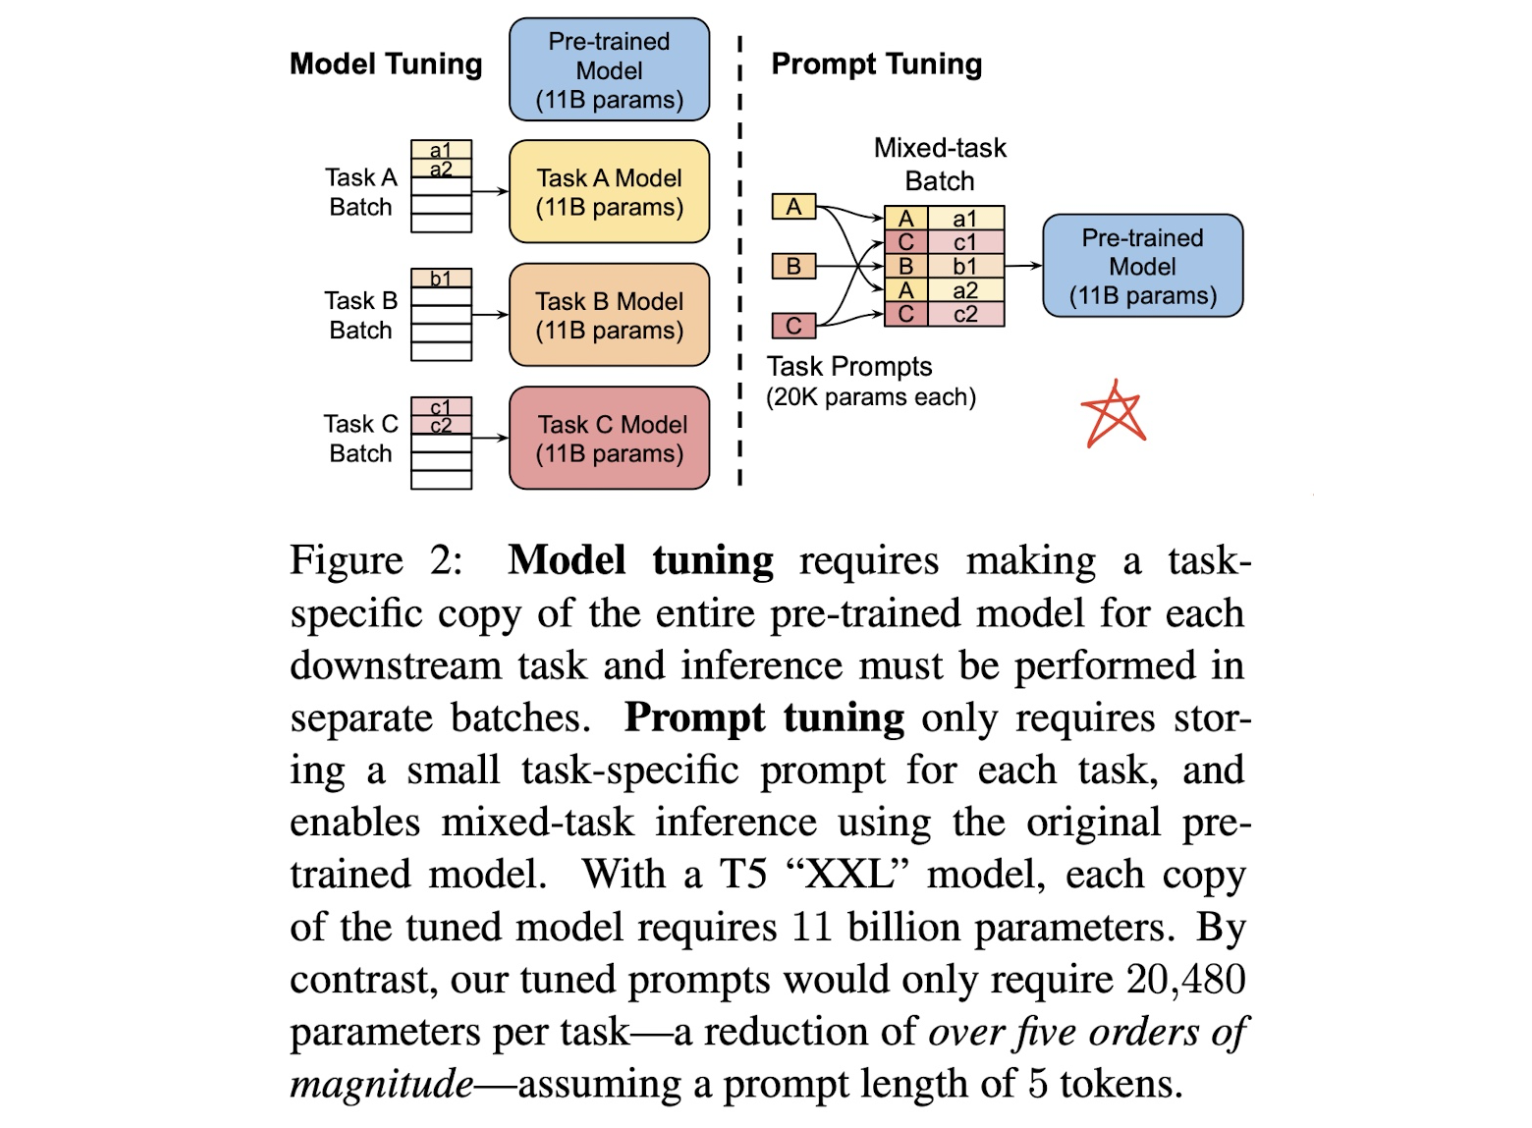 Model Tuning
Pre-trained
Model
(11B params)
Task A
Batch
a1
a2
Task A Model
(11B params)
Task B
Batch
b1
Task B Model
(11B params)
Task C
Batch
c1
c2
Task C Model
(11B params)
Prompt Tuning
Mixed-task
Batch
A
B
C
A a1
C c1
B b1
A a2
C c2
Pre-trained
Model
(11B params)
Task Prompts
(20K params each)
Figure 2: Model tuning requires making a task-
specific copy of the entire pre-trained model for each
downstream task and inference must be performed in
separate batches. Prompt tuning only requires stor-
ing a small task-specific prompt for each task, and
enables mixed-task inference using the original pre-
trained model. With a T5 “XXL” model, each copy
of the tuned model requires 11 billion parameters. By
contrast, our tuned prompts would only require 20,480
parameters per task—a reduction of over five orders of
magnitude—assuming a prompt length of 5 tokens.